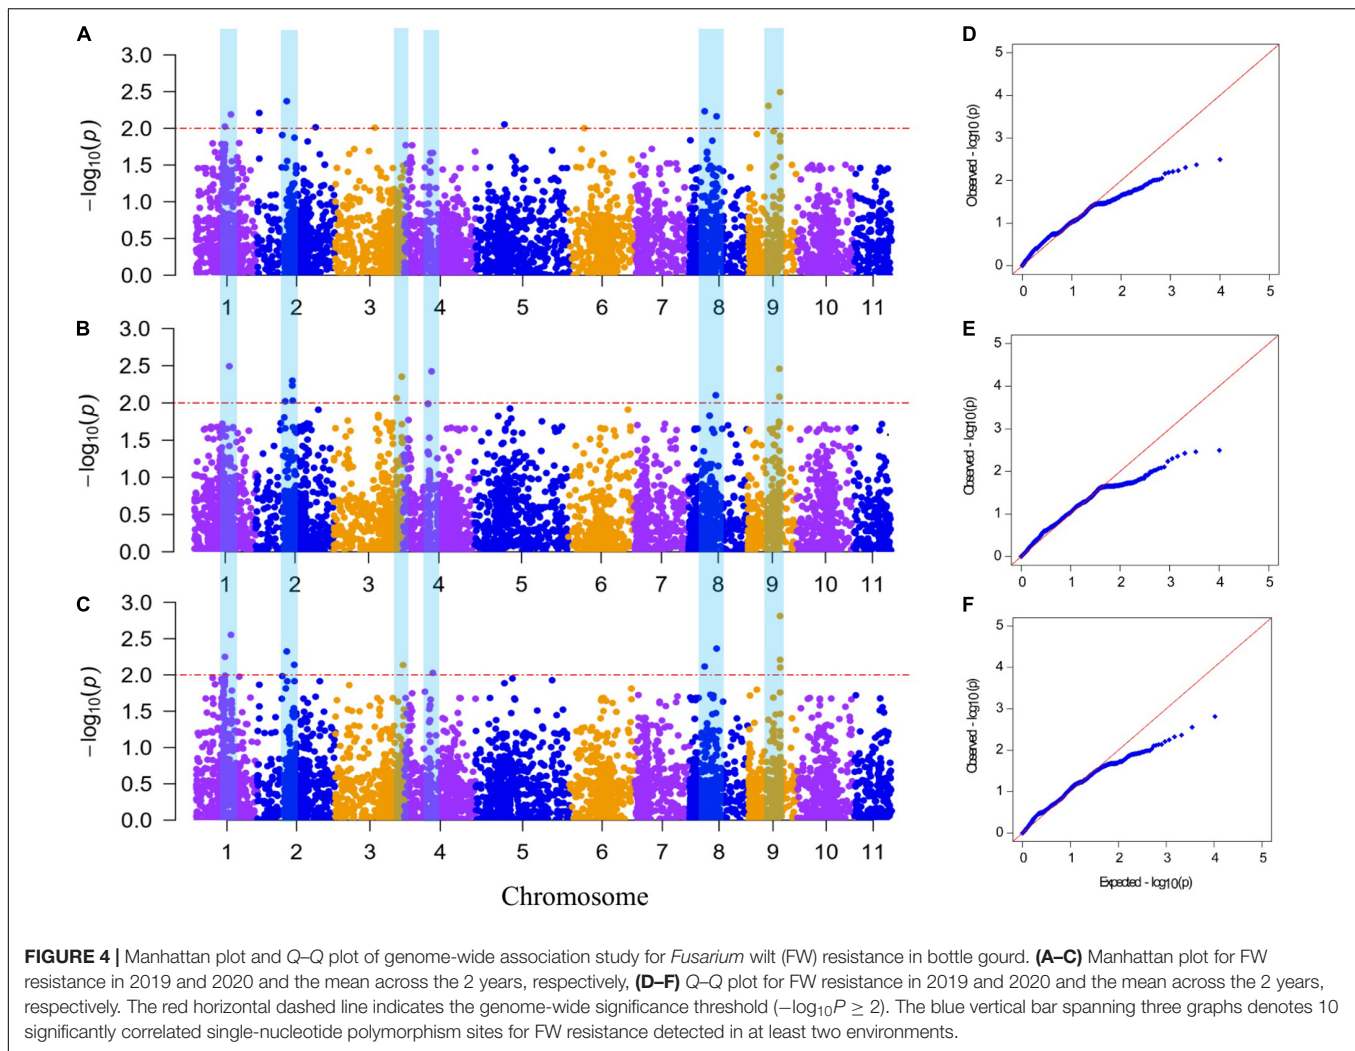 A
3.0
2.5
2.0
1.5
1.0
0.5
0.0
−log10(p)
1 2 3 4 5 6 7 8 9 10 11
B
3.0
2.5
2.0
1.5
1.0
0.5
0.0
−log10(p)
1 2 3 4 5 6 7 8 9 10 11
C
3.0
2.5
2.0
1.5
1.0
0.5
0.0
−log10(p)
1 2 3 4 5 6 7 8 9 10 11
Chromosome
D
5
4
3
2
1
0
Observed - log10(p)
0 1 2 3 4 5
E
5
4
3
2
1
0
Observed - log10(p)
0 1 2 3 4 5
F
5
4
3
2
1
0
Observed - log10(p)
0 1 2 3 4 5
Expected - log10(p)
FIGURE 4 | Manhattan plot and Q–Q plot of genome-wide association study for Fusarium wilt (FW) resistance in bottle gourd. (A–C) Manhattan plot for FW
resistance in 2019 and 2020 and the mean across the 2 years, respectively, (D–F) Q–Q plot for FW resistance in 2019 and 2020 and the mean across the 2 years,
respectively. The red horizontal dashed line indicates the genome-wide significance threshold (−log10P ≥ 2). The blue vertical bar spanning three graphs denotes 10
significantly correlated single-nucleotide polymorphism sites for FW resistance detected in at least two environments.